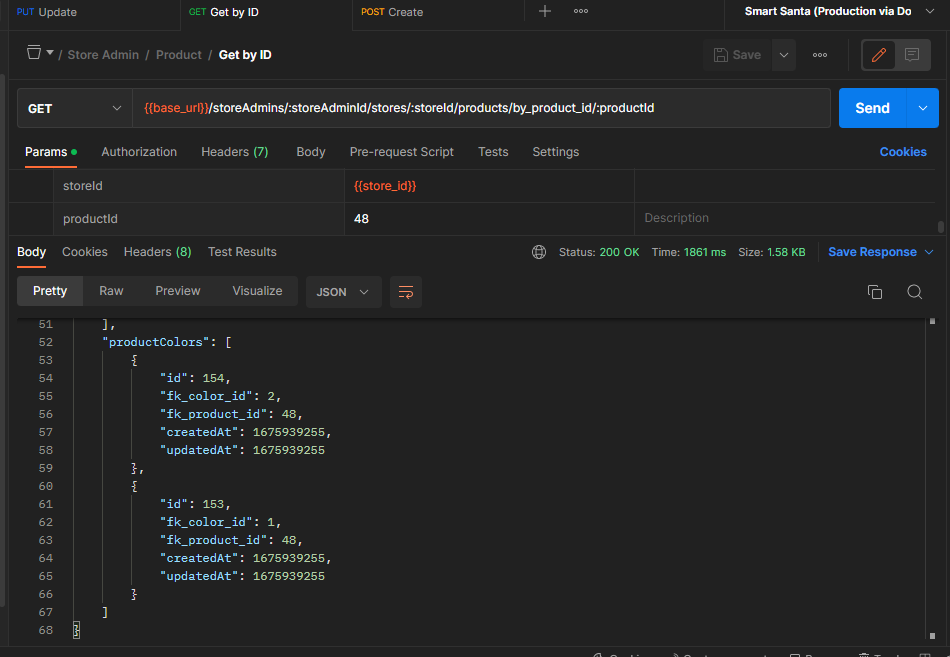 PUT Update GET Get by ID POST Create Smart Santa (Production via Do
/ Store Admin / Product / Get by ID Save
GET {{base_url}}/storeAdmins/:storeAdminId/stores/:storeId/products/by_product_id/:productId Send
Params Authorization Headers (7) Body Pre-request Script Tests Settings Cookies
storeId {{store_id}}
productId 48 Description
Body Cookies Headers (8) Test Results Status: 200 OK Time: 1861 ms Size: 1.58 KB Save Response
Pretty Raw Preview Visualize JSON
51 ],
52 "productColors": [
53 {
54 "id": 154,
55 "fk_color_id": 2,
56 "fk_product_id": 48,
57 "createdAt": 1675939255,
58 "updatedAt": 1675939255
59 },
60 {
61 "id": 153,
62 "fk_color_id": 1,
63 "fk_product_id": 48,
64 "createdAt": 1675939255,
65 "updatedAt": 1675939255
66 }
67 ]
68 }